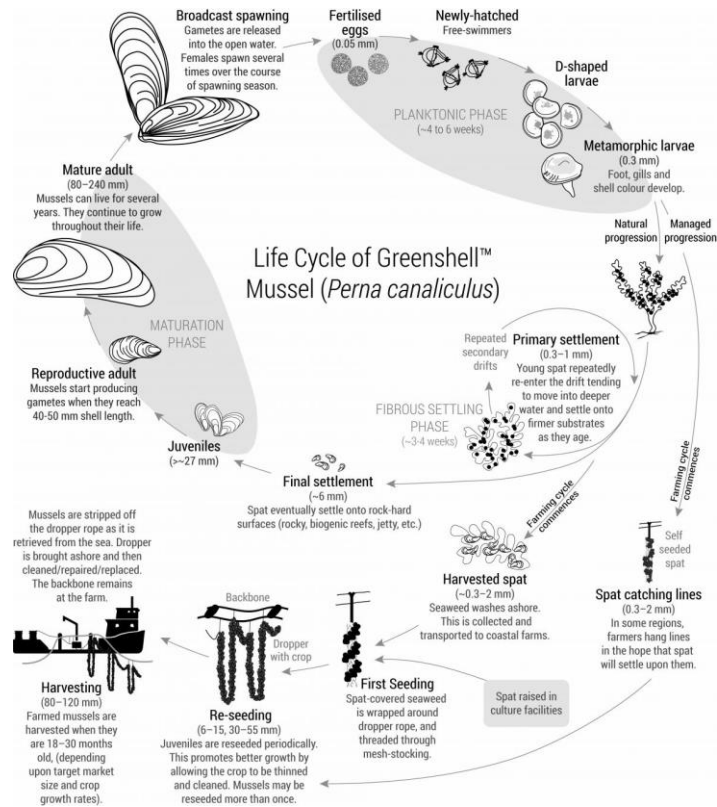 Broadcast spawning
Gametes are released
into the open water.
Females spawn several
times over the course
of spawning season.
Fertilised
eggs
(0.05 mm)
Newly-hatched
Free-swimmers
D-shaped
larvae
PLANKTONIC PHASE
(~4 to 6 weeks)
Metamorphic larvae
(0.3 mm)
Foot, gills and
shell colour develop.
Natural
progression
Managed
progression
Mature adult
(80–240 mm)
Mussels can live for several
years. They continue to grow
throughout their life.
Life Cycle of Greenshell™
Mussel (Perna canaliculus)
MATURATION
PHASE
Reproductive adult
Mussels start producing
gametes when they reach
40-50 mm shell length.
Juveniles
(>~27 mm)
Repeated
secondary
drifts
Primary settlement
(0.3–1 mm)
Young spat repeatedly
re-enter the drift tending
to move into deeper
water and settle onto
firmer substrates
as they age.
FIBROUS SETTLING
PHASE
(~3-4 weeks)
Final settlement
(~6 mm)
Spat eventually settle onto rock-hard
surfaces (rocky, biogenic reefs, jetty, etc.)
Farming cycle
commences
Farming cycle
commences
Self
seeded
spat
Spat catching lines
(0.3–2 mm)
In some regions,
farmers hang lines
in the hope that spat
will settle upon them.
Harvested spat
(~0.3–2 mm)
Seaweed washes ashore.
This is collected and
transported to coastal farms.
Spat raised in
culture facilities
First Seeding
Spat-covered seaweed
is wrapped around
dropper rope, and
threaded through
mesh-stocking.
Backbone
Dropper
with crop
Re-seeding
(6–15, 30–55 mm)
Juveniles are reseeded periodically.
This promotes better growth by
allowing the crop to be thinned
and cleaned. Mussels may be
reseeded more than once.
Mussels are stripped off
the dropper rope as it is
retrieved from the sea. Dropper
is brought ashore and then
cleaned/repaired/replaced.
The backbone remains
at the farm.
Harvesting
(80–120 mm)
Farmed mussels are
harvested when they
are 18–30 months
old, (depending
upon target market
size and crop
growth rates).